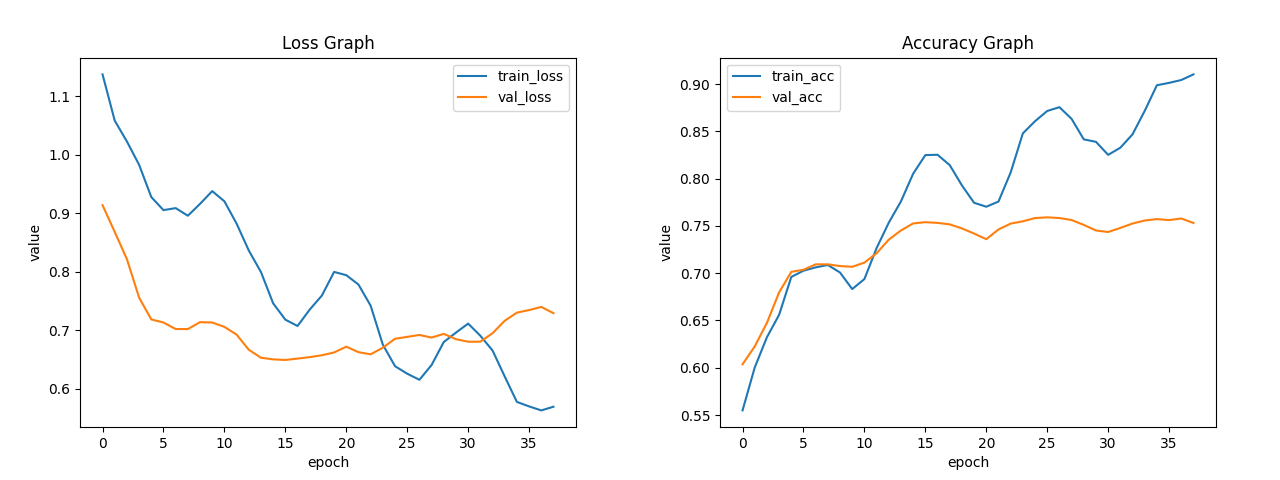 Loss Graph
train_loss
val_loss
1.1
1.0
0.9
0.8
0.7
0.6
value
0 5 10 15 20 25 30 35
epoch
Accuracy Graph
train_acc
val_acc
0.90
0.85
0.80
0.75
0.70
0.65
0.60
0.55
value
0 5 10 15 20 25 30 35
epoch